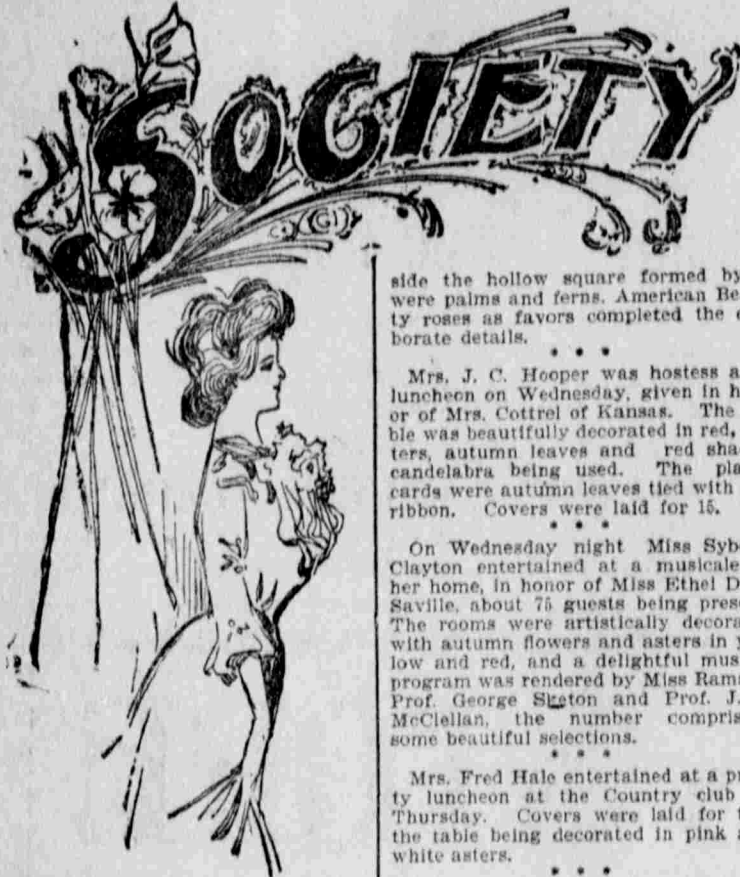 SOCIETY
side the hollow square formed by
were palms and ferns. American Be
ty roses as favors completed the e
borate details.
* * *
Mrs. J. C. Hooper was hostess a
luncheon on Wednesday, given in h
or of Mrs. Cottrel of Kansas. The
ble was beautifully decorated in red,
ters, autumn leaves and red sha
candelabra being used. The pla
cards were autumn leaves tied with
ribbon. Covers were laid for 15.
* * *
On Wednesday night Miss Syb
Clayton entertained at a musicale
her home, in honor of Miss Ethel D
Saville, about 75 guests being prese
The rooms were artistically decora
with autumn flowers and asters in y
low and red, and a delightful mus
program was rendered by Miss Ram
Prof. George Sketon and Prof. J.
McClellan, the number compris
some beautiful selections.
* * *
Mrs. Fred Hale entertained at a pr
ty luncheon at the Country club
Thursday. Covers were laid for t
the table being decorated in pink a
white asters.
* * *